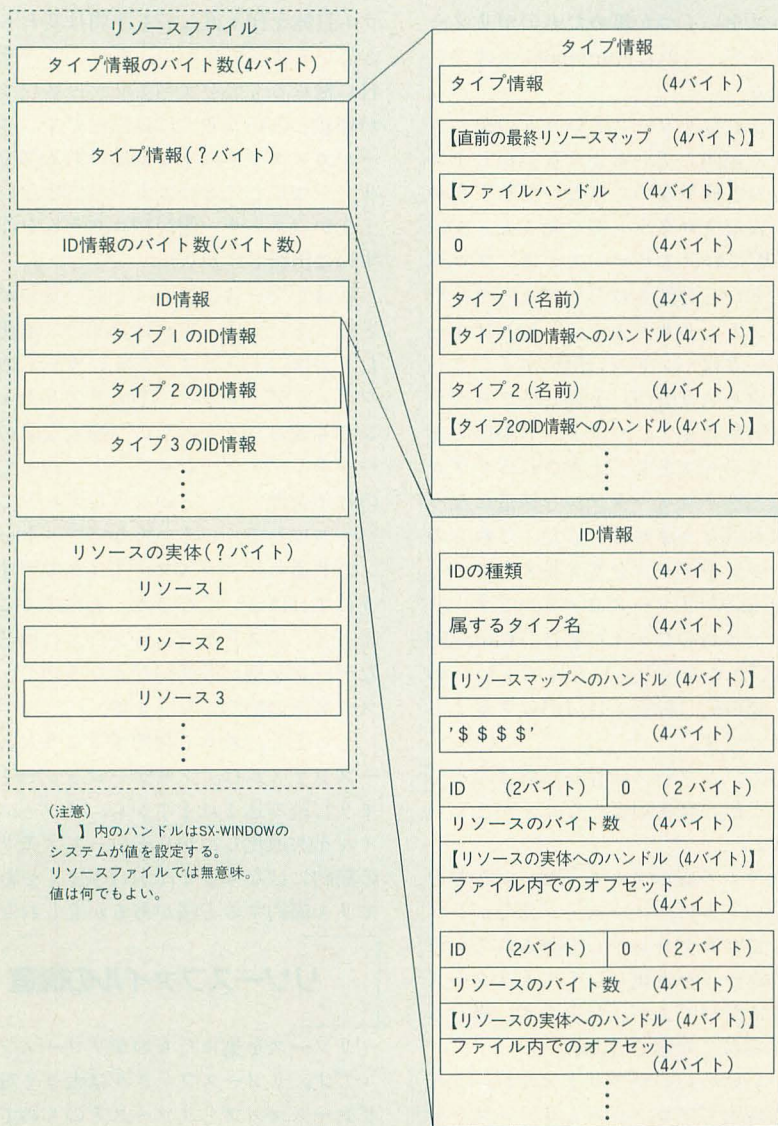 リソースファイル
タイプ情報のバイト数(4バイト)
タイプ情報(?バイト)
ID情報のバイト数(バイト数)
ID情報
タイプ1のID情報
タイプ2のID情報
タイプ3のID情報
リソースの実体(?バイト)
リソース1
リソース2
リソース3
(注意)
【 】内のハンドルはSX-WINDOWの
システムが値を設定する。
リソースファイルでは無意味。
値は何でもよい。
タイプ情報
タイプ情報 (4バイト)
【直前の最終リソースマップ (4バイト)】
【ファイルハンドル (4バイト)】
0 (4バイト)
タイプ1(名前) (4バイト)
【タイプ1のID情報へのハンドル(4バイト)】
タイプ2(名前) (4バイト)
【タイプ2のID情報へのハンドル(4バイト)】
ID情報
IDの種類 (4バイト)
属するタイプ名 (4バイト)
【リソースマップへのハンドル (4バイト)】
'$$$$' (4バイト)
ID (2バイト) 0 (2バイト)
リソースのバイト数 (4バイト)
【リソースの実体へのハンドル (4バイト)】
ファイル内でのオフセット
(4バイト)
ID (2バイト) 0 (2バイト)
リソースのバイト数 (4バイト)
【リソースの実体へのハンドル (4バイト)】
ファイル内でのオフセット
(4バイト)